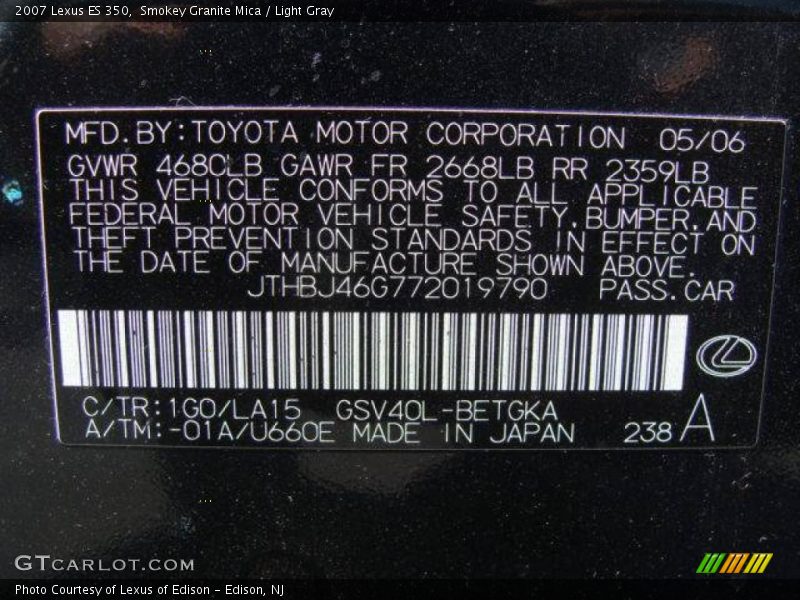 2007 Lexus ES 350,  Smokey Granite Mica / Light Gray
MFD.BY:TOYOTA MOTOR CORPORATION 05/06
GVWR 4680LB GAWR FR 2668LB RR 2359LB
THIS VEHICLE CONFORMS TO ALL APPLICABLE
FEDERAL MOTOR VEHICLE SAFETY,BUMPER,AND
THEFT PREVENTION STANDARDS IN EFFECT ON
THE DATE OF MANUFACTURE SHOWN ABOVE.
JTHBJ46G772019790 PASS.CAR
C/TR:1G0/LA15 GSV40L-BETGKA
A/TM:-01A/U660E MADE IN JAPAN 238 A
GTCARLOT.COM
Photo Courtesy of Lexus of Edison – Edison, NJ